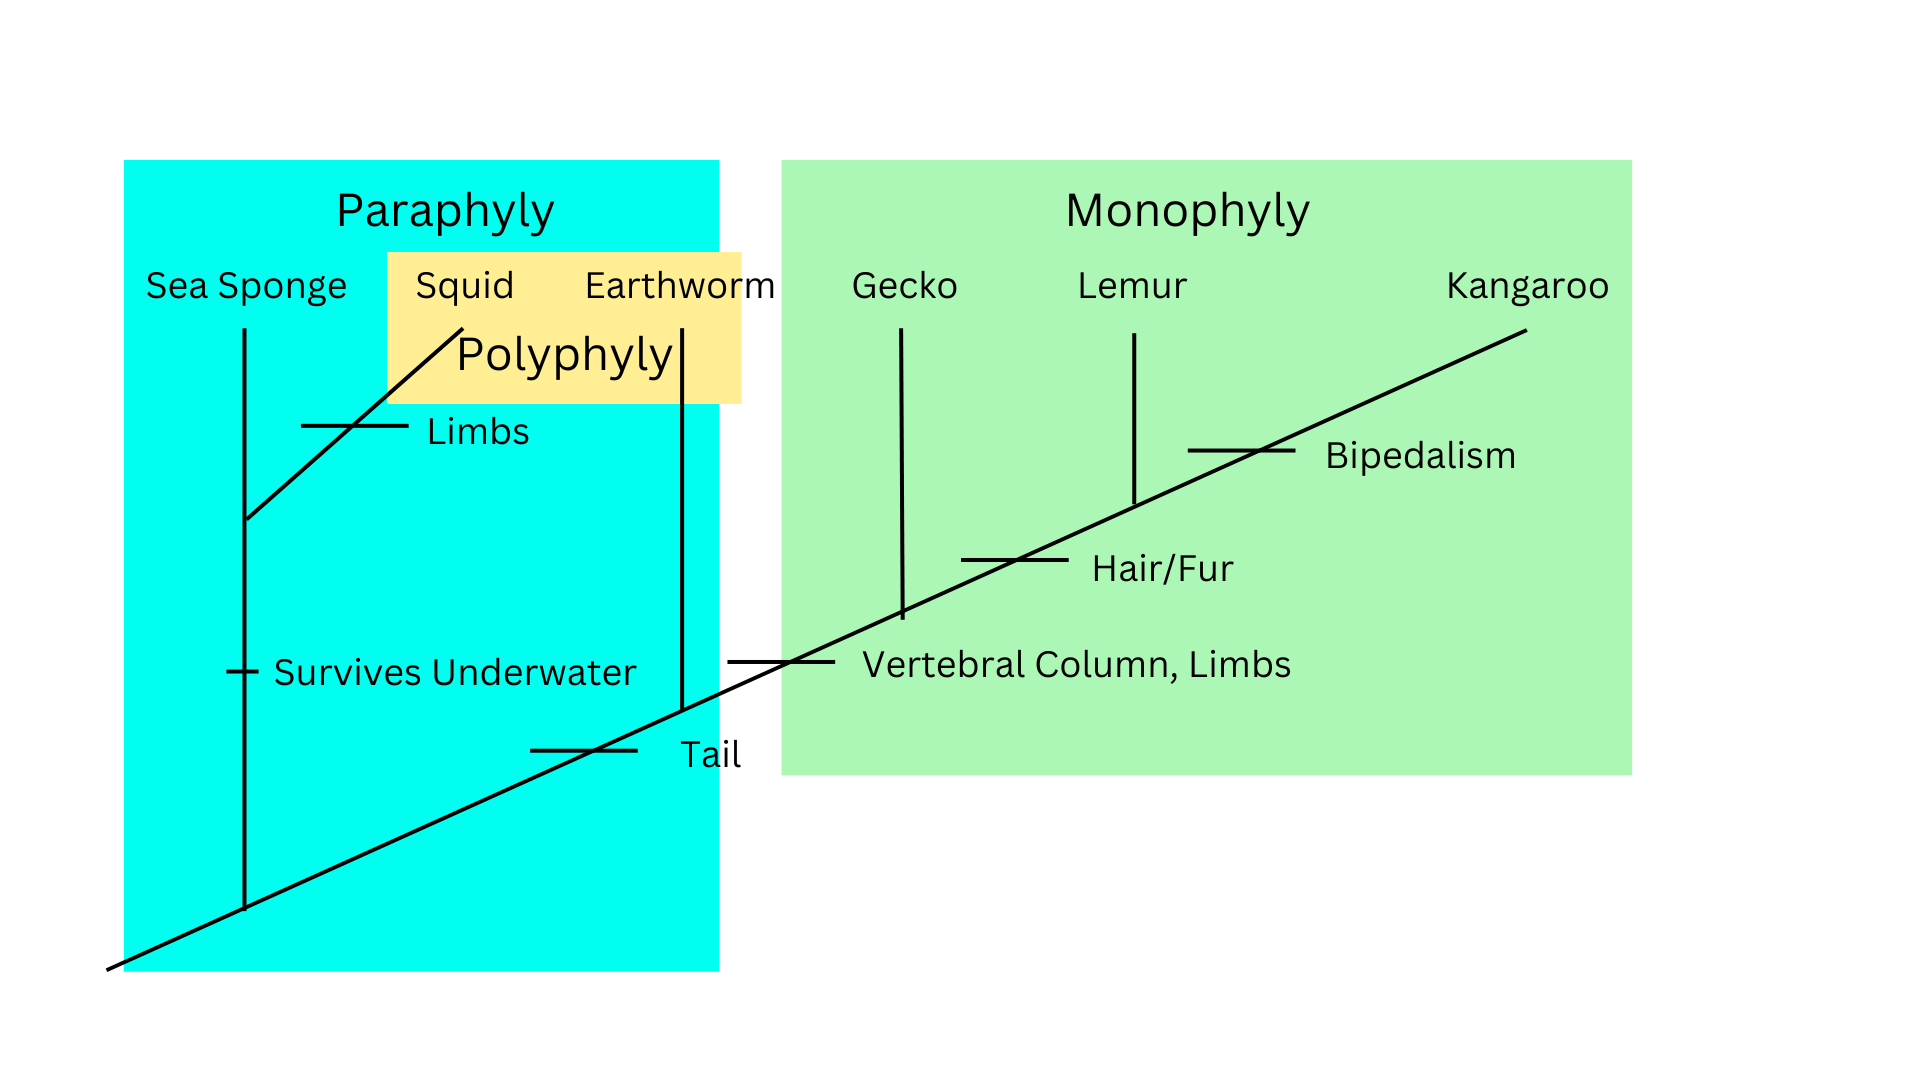 Paraphyly
Monophyly
Sea Sponge
Squid
Earthworm
Gecko
Lemur
Kangaroo
Polyphyly
Limbs
Bipedalism
Hair/Fur
Survives Underwater
Vertebral Column, Limbs
Tail